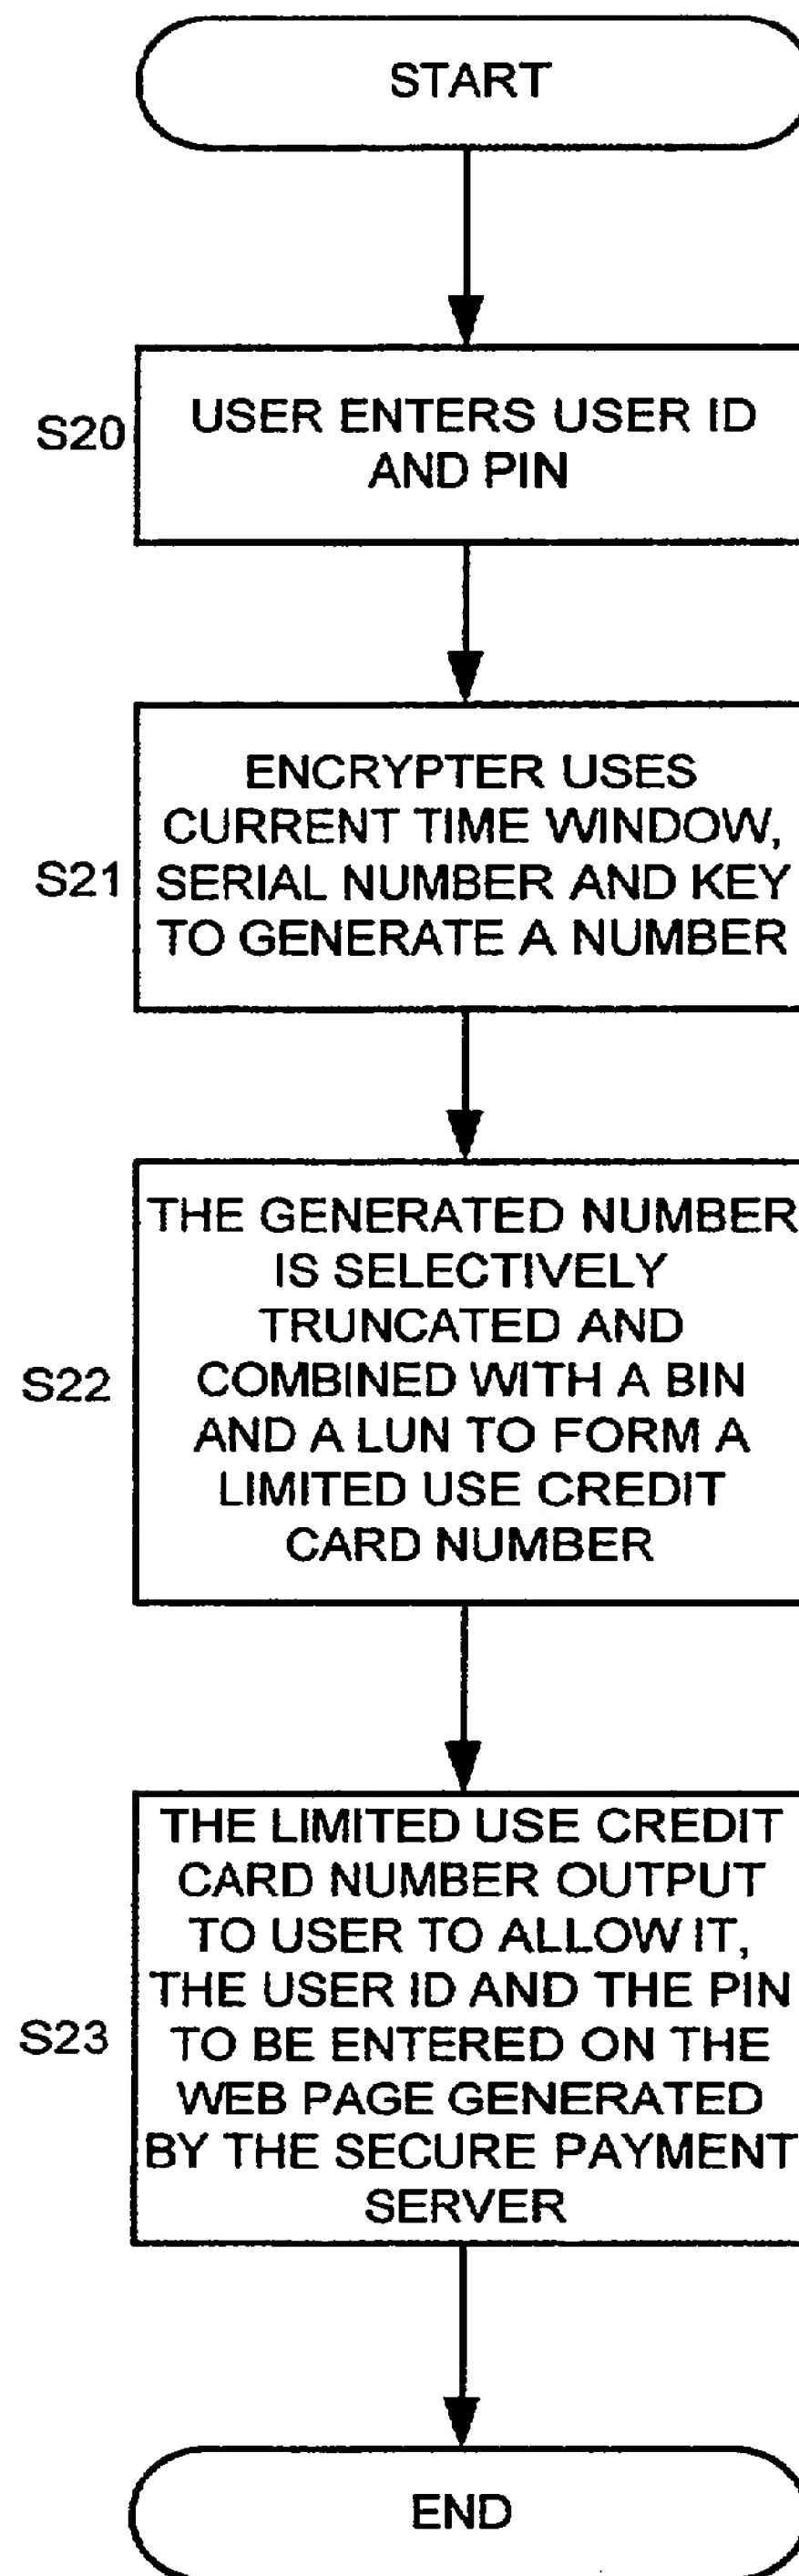 START
S20
USER ENTERS USER ID
AND PIN
S21
ENCRYPTER USES
CURRENT TIME WINDOW,
SERIAL NUMBER AND KEY
TO GENERATE A NUMBER
S22
THE GENERATED NUMBER
IS SELECTIVELY
TRUNCATED AND
COMBINED WITH A BIN
AND A LUN TO FORM A
LIMITED USE CREDIT
CARD NUMBER
S23
THE LIMITED USE CREDIT
CARD NUMBER OUTPUT
TO USER TO ALLOW IT,
THE USER ID AND THE PIN
TO BE ENTERED ON THE
WEB PAGE GENERATED
BY THE SECURE PAYMENT
SERVER
END